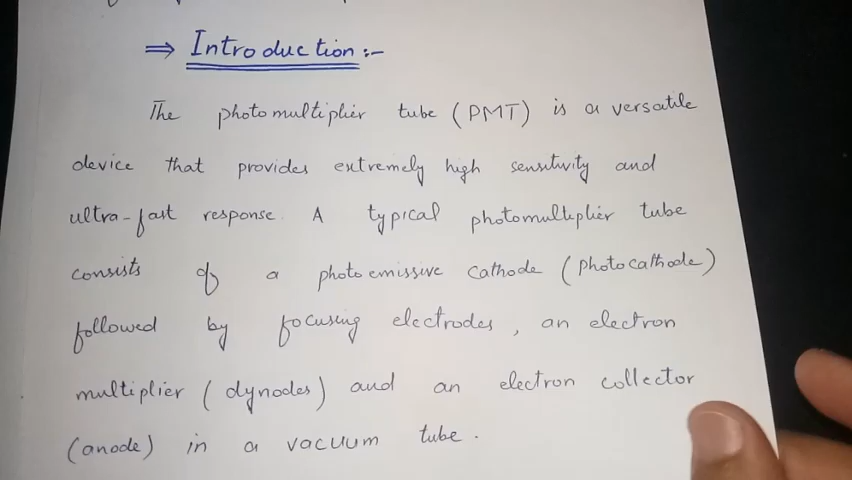 ⇒ Introduction :-
The photomultiplier tube (PMT) is a versatile
device that provides extremely high sensitivity and
ultra-fast response. A typical photomultiplier tube
consists of a photoemissive cathode (photocathode)
followed by focusing electrodes, an electron
multiplier (dynodes) and an electron collector
(anode) in a vacuum tube.